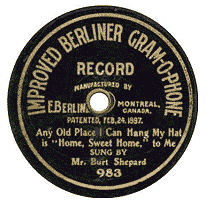 IMPROVED BERLINER GRAM-O-PHONE
RECORD
MANUFACTURED BY
E. BERLINER MONTREAL,
CANADA.
PATENTED, FEB. 24. 1897.
Any Old Place I Can Hang My Hat
is "Home, Sweet Home," to Me
SUNG BY
Mr. Burt Shepard
983